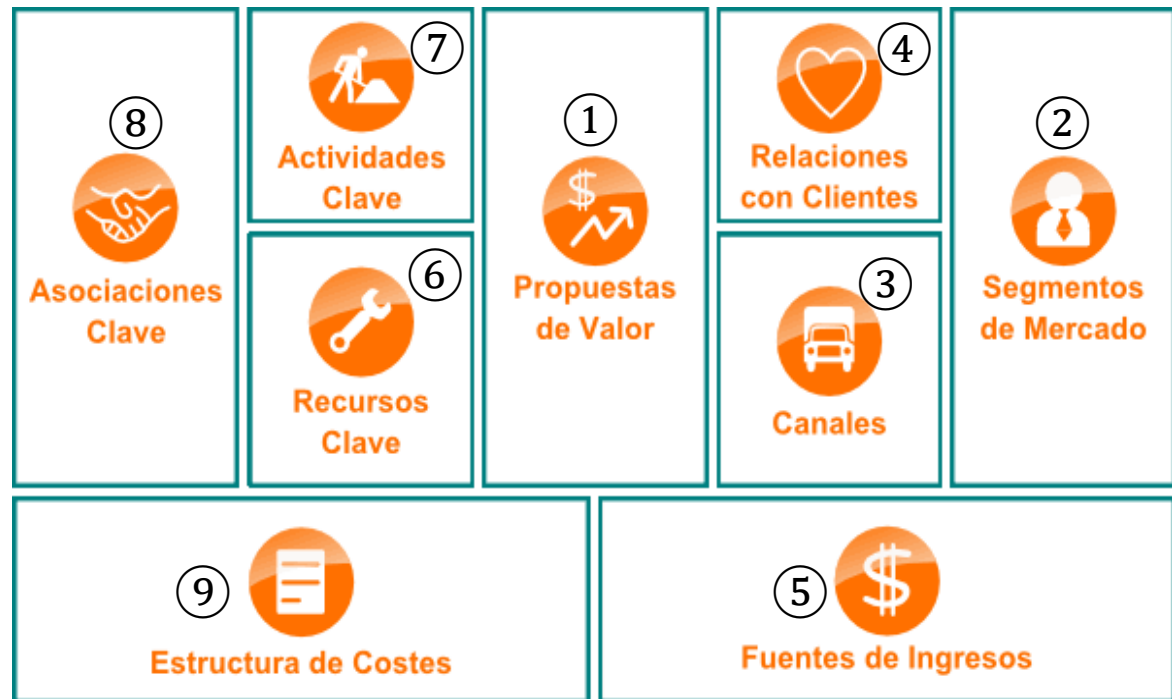 ⑧
Asociaciones
Clave
⑦
Actividades
Clave
⑥
Recursos
Clave
①
$
Propuestas
de Valor
④
Relaciones
con Clientes
③
Canales
②
Segmentos
de Mercado
⑨
Estructura de Costes
⑤
$
Fuentes de Ingresos